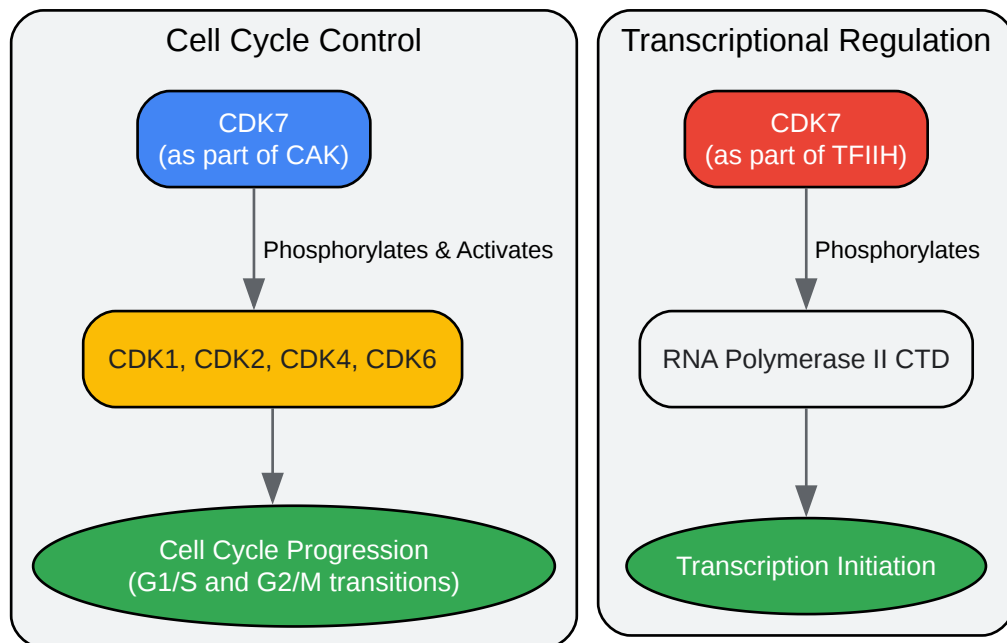 Cell Cycle Control
CDK7
(as part of CAK)
Phosphorylates & Activates
CDK1, CDK2, CDK4, CDK6
Cell Cycle Progression
(G1/S and G2/M transitions)
Transcriptional Regulation
CDK7
(as part of TFIIH)
Phosphorylates
RNA Polymerase II CTD
Transcription Initiation